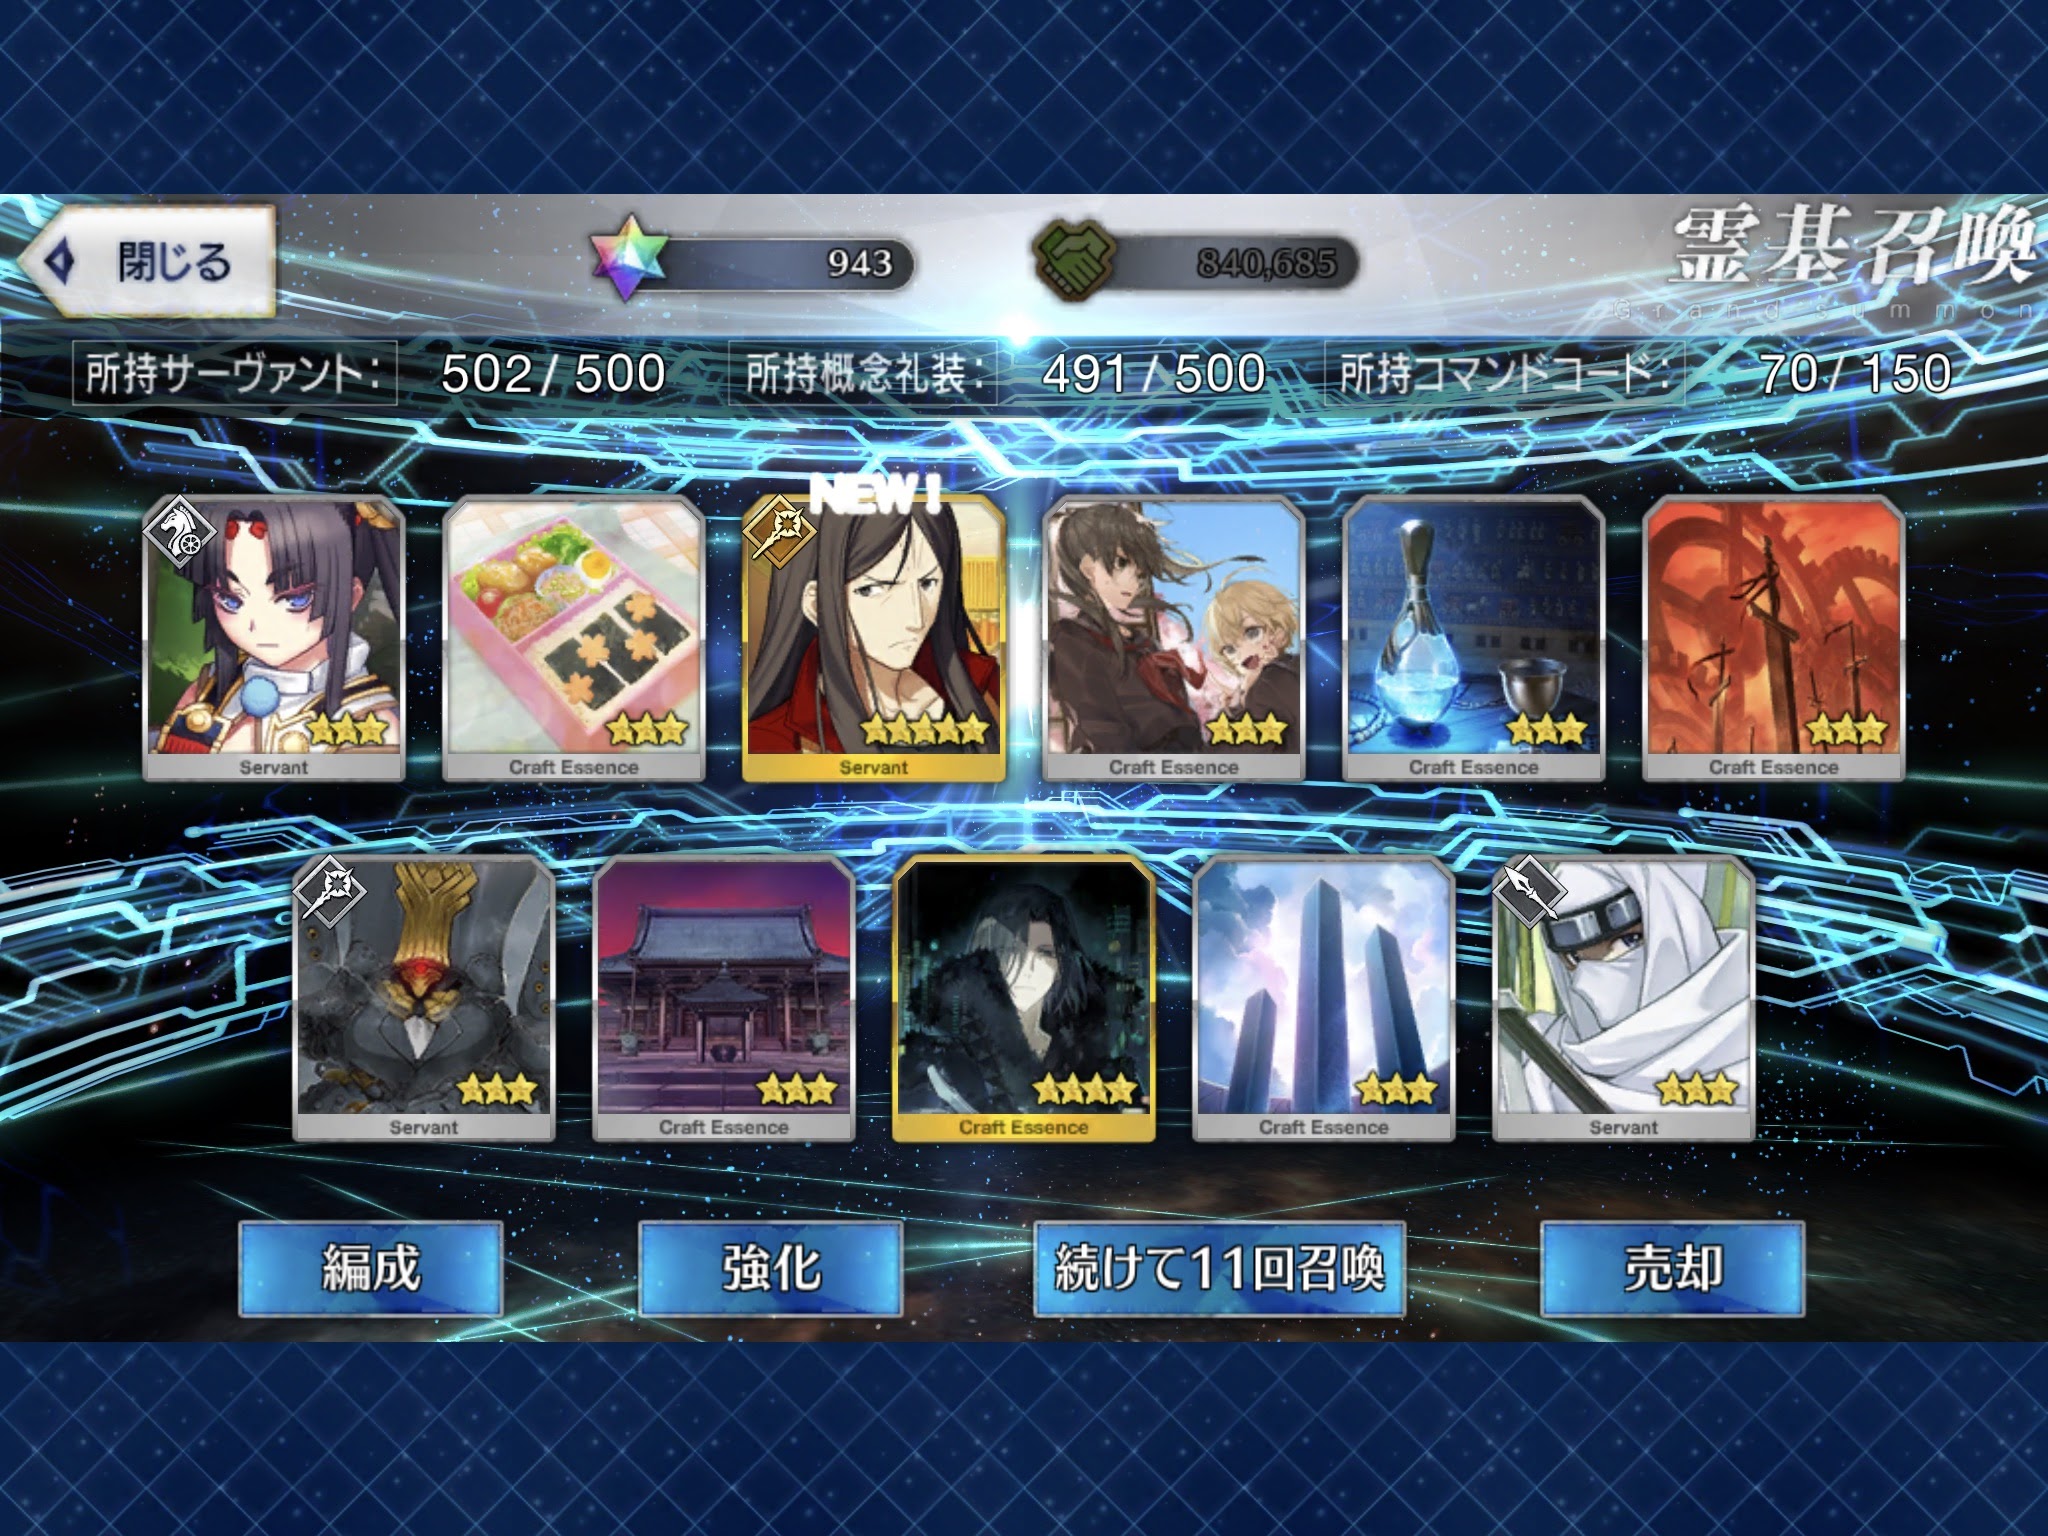 閉じる
943
840,685
霊基召喚
Grand summon
所持サーヴァント： 502/500
所持概念礼装： 491/500
所持コマンドコード： 70/150
NEW!
Servant
Craft Essence
Servant
Craft Essence
Craft Essence
Craft Essence
Servant
Craft Essence
Craft Essence
Craft Essence
Servant
編成
強化
続けて11回召喚
売却